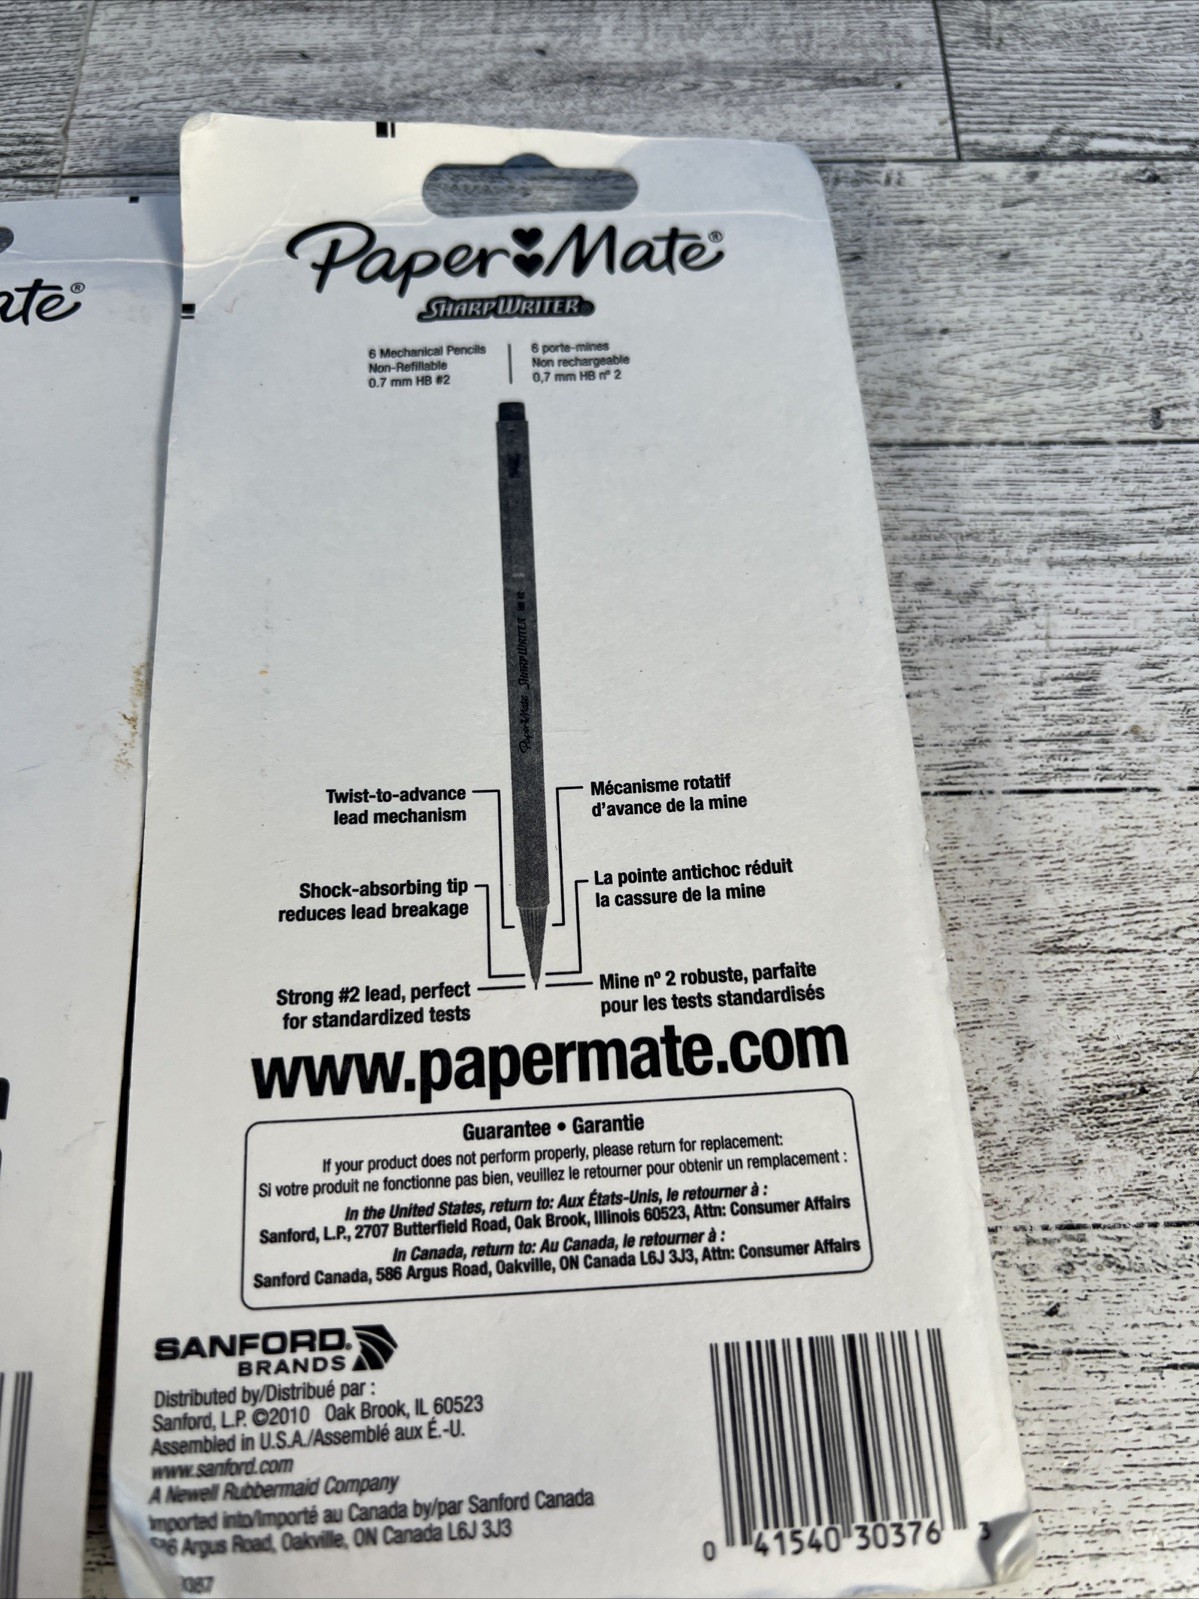 ate®
Paper Mate®
SHARPWRITER
6 Mechanical Pencils
Non-Refillable
0.7 mm HB #2
6 porte-mines
Non rechargeable
0,7 mm HB nº 2
Paper Mate SHARPWRITER
Twist-to-advance
lead mechanism
Mécanisme rotatif
d'avance de la mine
Shock-absorbing tip
reduces lead breakage
La pointe antichoc réduit
la cassure de la mine
Strong #2 lead, perfect
for standardized tests
Mine nº 2 robuste, parfaite
pour les tests standardisés
www.papermate.com
Guarantee • Garantie
If your product does not perform properly, please return for replacement:
Si votre produit ne fonctionne pas bien, veuillez le retourner pour obtenir un remplacement :
In the United States, return to: Aux États-Unis, le retourner à :
Sanford, L.P., 2707 Butterfield Road, Oak Brook, Illinois 60523, Attn: Consumer Affairs
In Canada, return to: Au Canada, le retourner à :
Sanford Canada, 586 Argus Road, Oakville, ON Canada L6J 3J3, Attn: Consumer Affairs
SANFORD.
BRANDS
Distributed by/Distribué par :
Sanford, L.P. ©2010 Oak Brook, IL 60523
Assembled in U.S.A./Assemblé aux É.-U.
www.sanford.com
A Newell Rubbermaid Company
Imported into/Importé au Canada by/par Sanford Canada
586 Argus Road, Oakville, ON Canada L6J 3J3
0 41540 30376 3